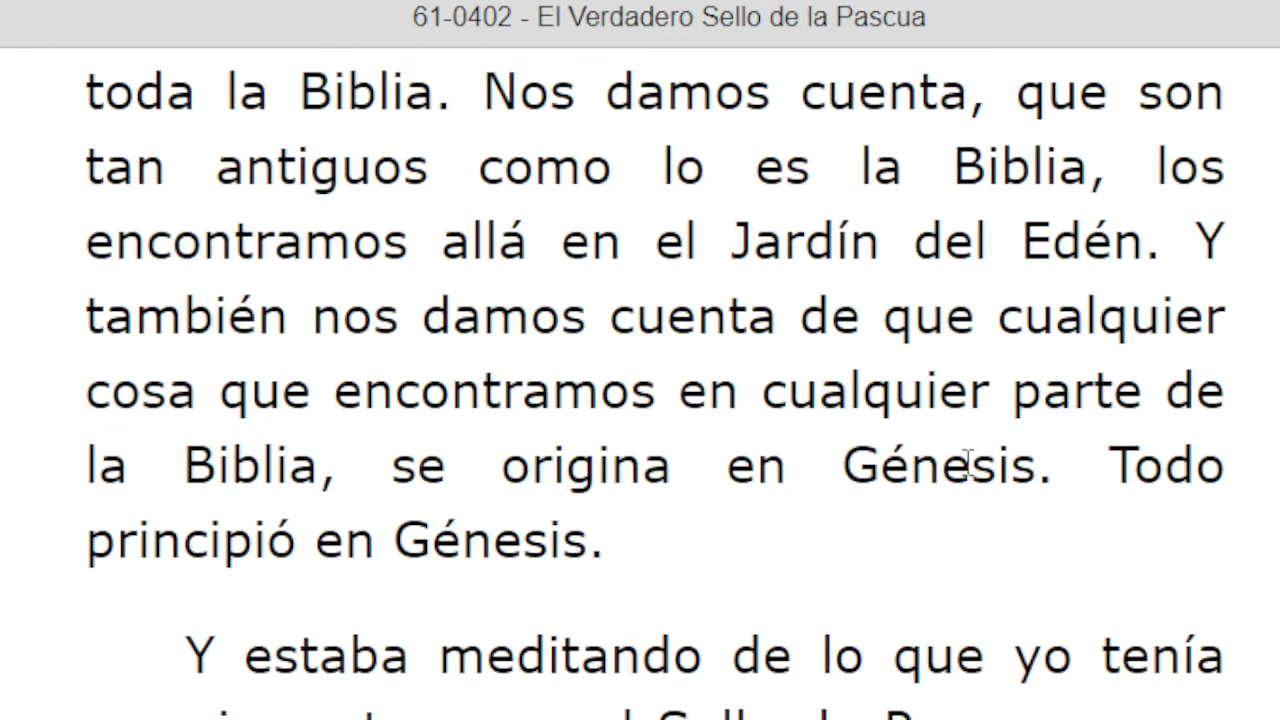 61-0402 - El Verdadero Sello de la Pascua
toda la Biblia. Nos damos cuenta, que son
tan antiguos como lo es la Biblia, los
encontramos allá en el Jardín del Edén. Y
también nos damos cuenta de que cualquier
cosa que encontramos en cualquier parte de
la Biblia, se origina en Génesis. Todo
principió en Génesis.
Y estaba meditando de lo que yo tenía